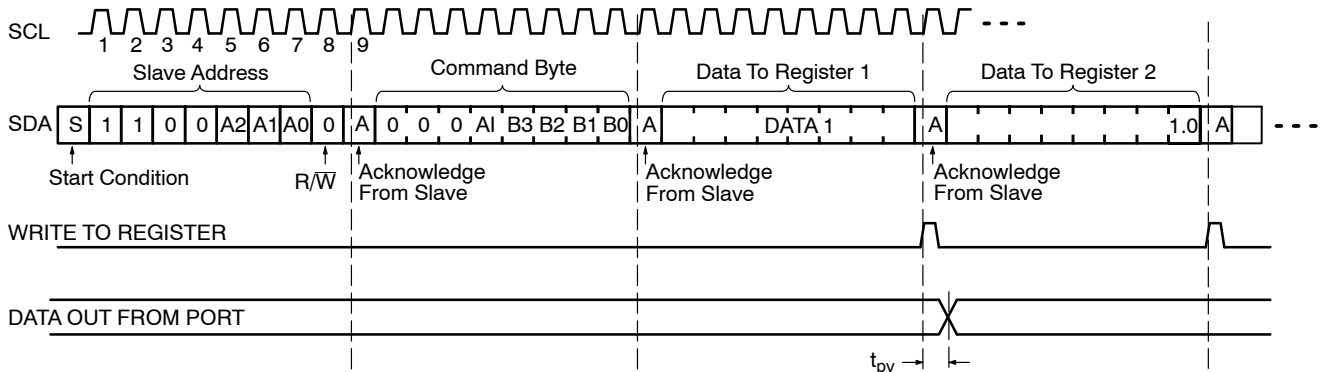 SCL
1 2 3 4 5 6 7 8 9
Slave Address Command Byte Data To Register 1 Data To Register 2
SDA S 1 1 0 0 A2 A1 A0 0 A 0 0 0 AI B3 B2 B1 B0 A DATA 1 A 1.0 A
Start Condition R/W̅ Acknowledge From Slave Acknowledge From Slave Acknowledge From Slave
WRITE TO REGISTER
DATA OUT FROM PORT
tpv